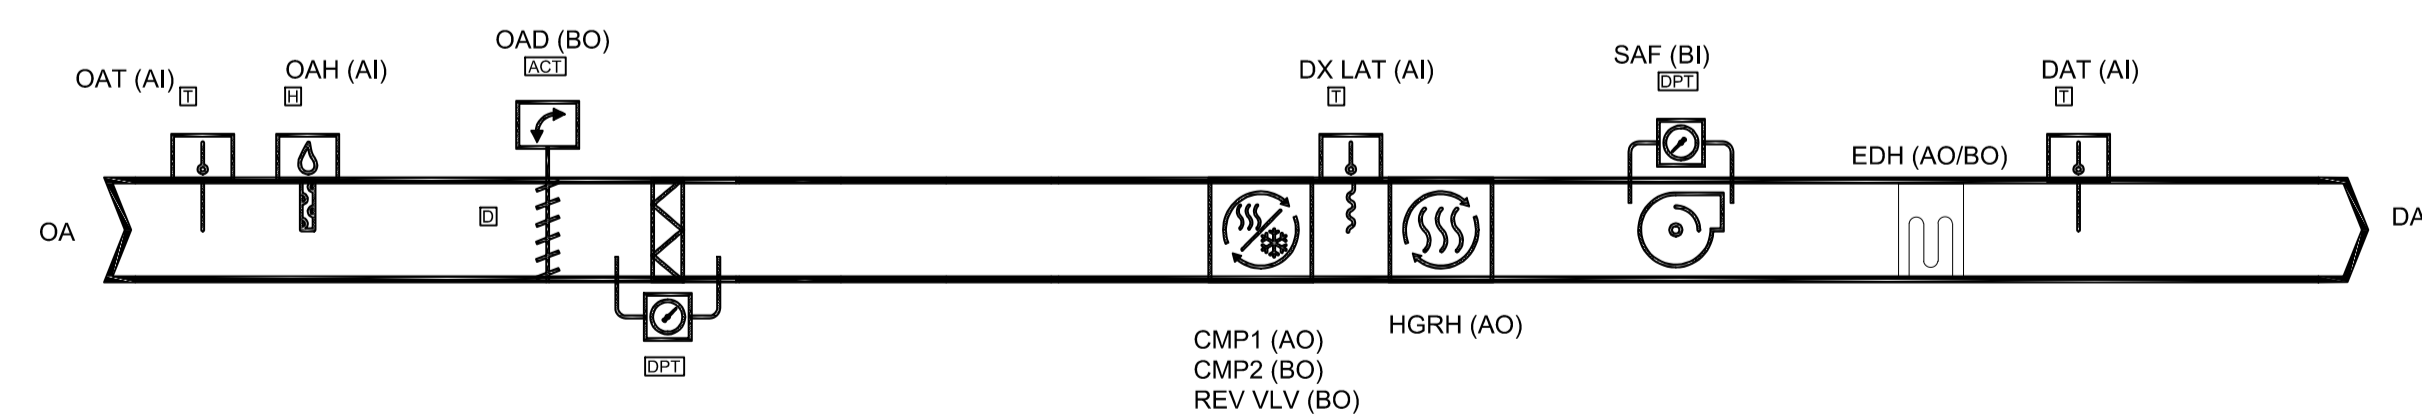 OAD (BO)
ACT
SAF (BI)
DPT
OAT (AI)
T
OAH (AI)
H
DX LAT (AI)
T
DAT (AI)
T
EDH (AO/BO)
OA
D
DA
DPT
HGRH (AO)
CMP1 (AO)
CMP2 (BO)
REV VLV (BO)